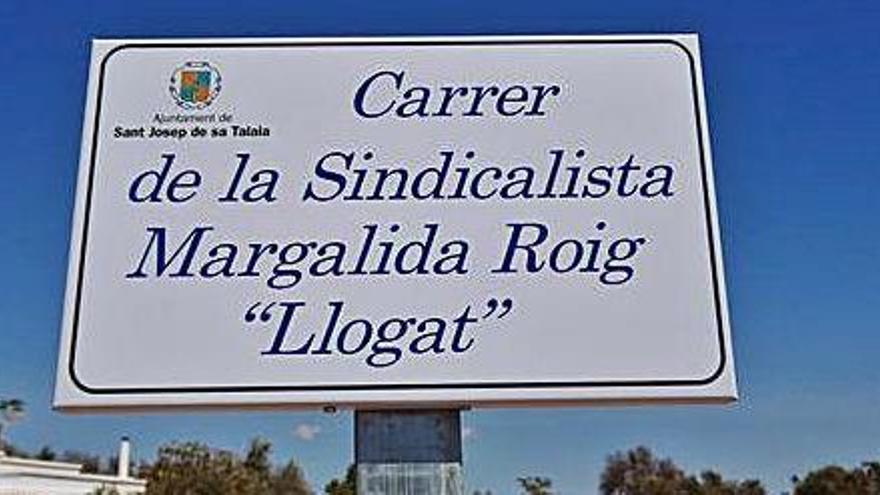 Ajuntament de
Sant Josep de sa Talaia
Carrer
de la Sindicalista
Margalida Roig
“Llogat”